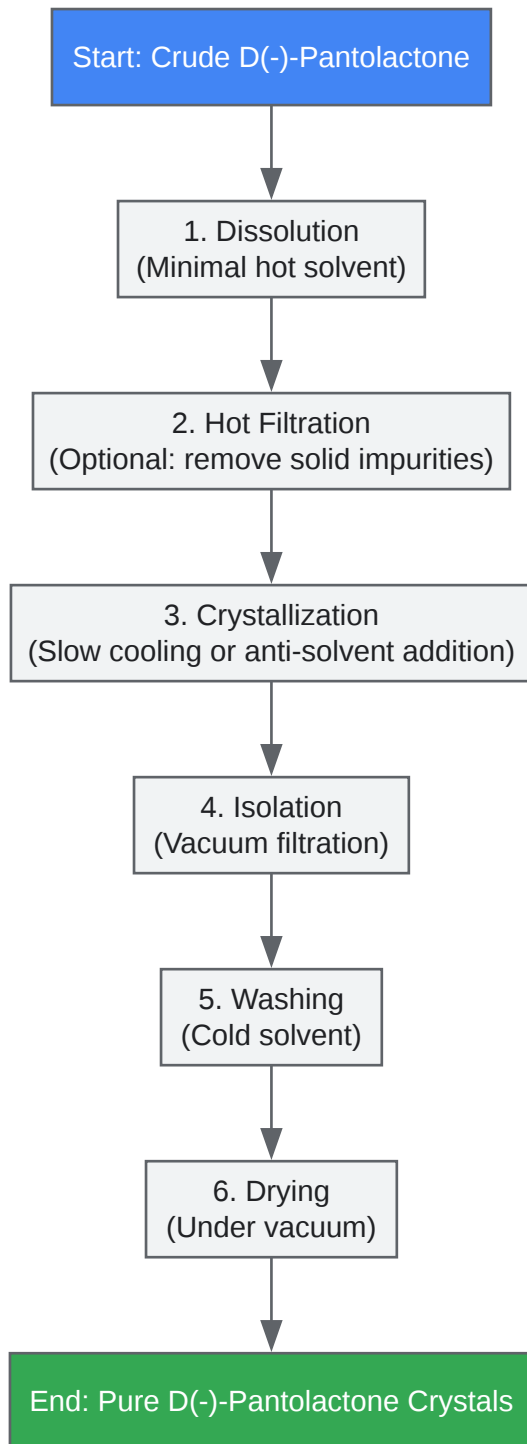 Start: Crude D(-)-Pantolactone
1. Dissolution
(Minimal hot solvent)
2. Hot Filtration
(Optional: remove solid impurities)
3. Crystallization
(Slow cooling or anti-solvent addition)
4. Isolation
(Vacuum filtration)
5. Washing
(Cold solvent)
6. Drying
(Under vacuum)
End: Pure D(-)-Pantolactone Crystals